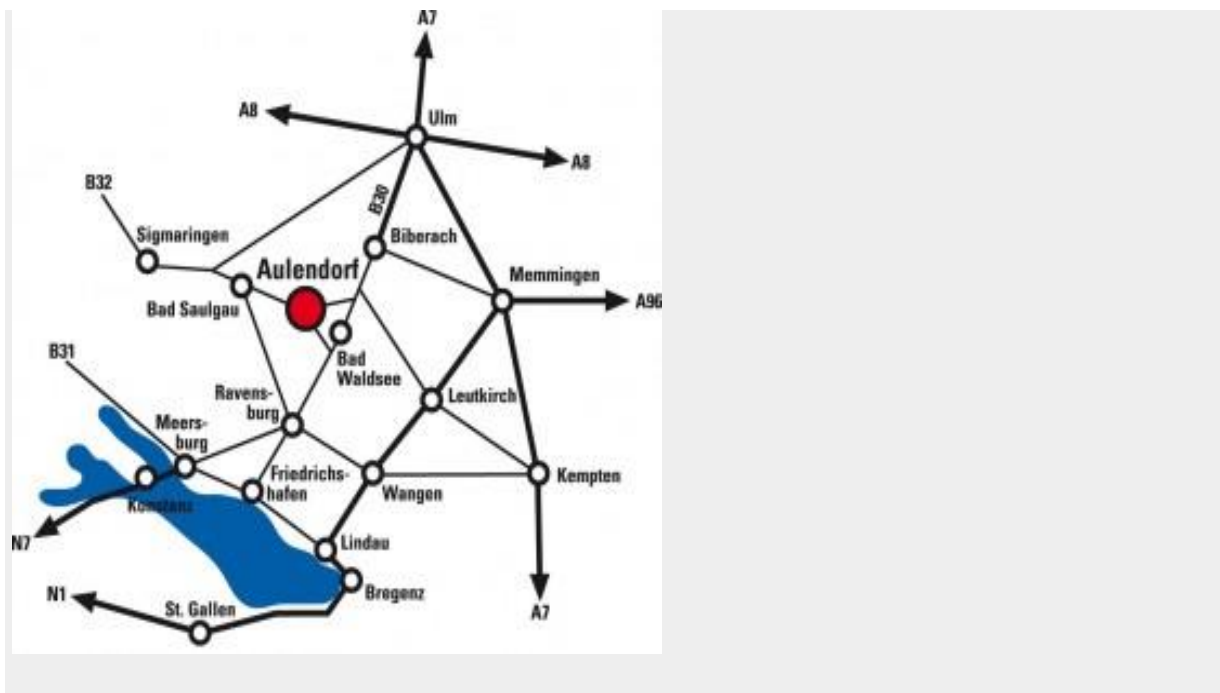 A7
A8
Ulm
A8
B32
B30
Sigmaringen
Biberach
Aulendorf
Memmingen
Bad Saulgau
A96
B31
Bad
Waldsee
Ravens-
burg
Leutkirch
Meers-
burg
Friedrichs-
hafen
Kempten
Wangen
Konstanz
N7
Lindau
N1
St. Gallen
Bregenz
A7